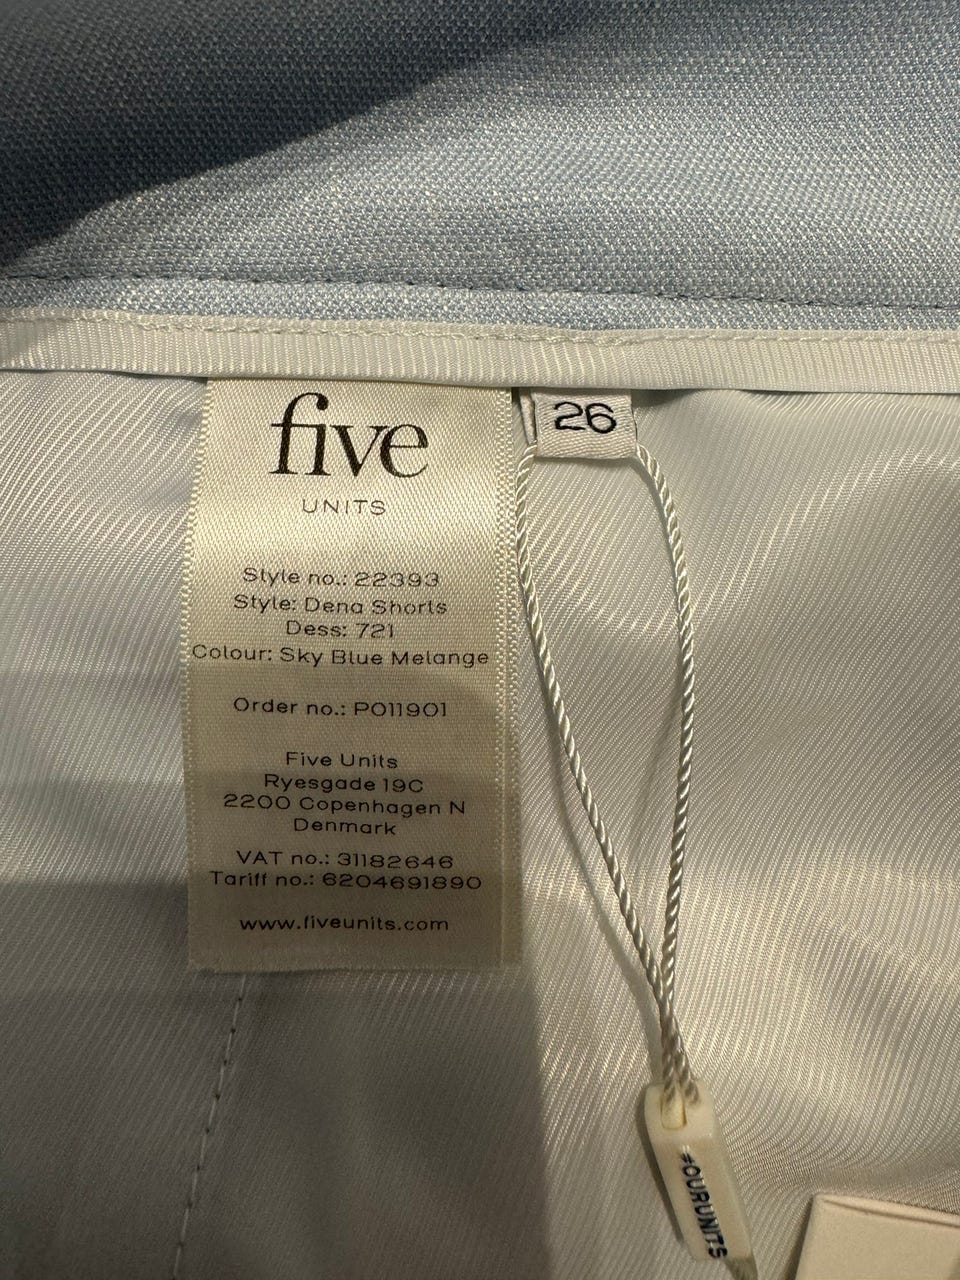 five
UNITS
Style no.: 22393
Style: Dena Shorts
Dess: 721
Colour: Sky Blue Melange
Order no.: PO11901
Five Units
Ryesgade 19C
2200 Copenhagen N
Denmark
VAT no.: 31182646
Tariff no.: 6204691890
www.fiveunits.com
26
#OURUNITS